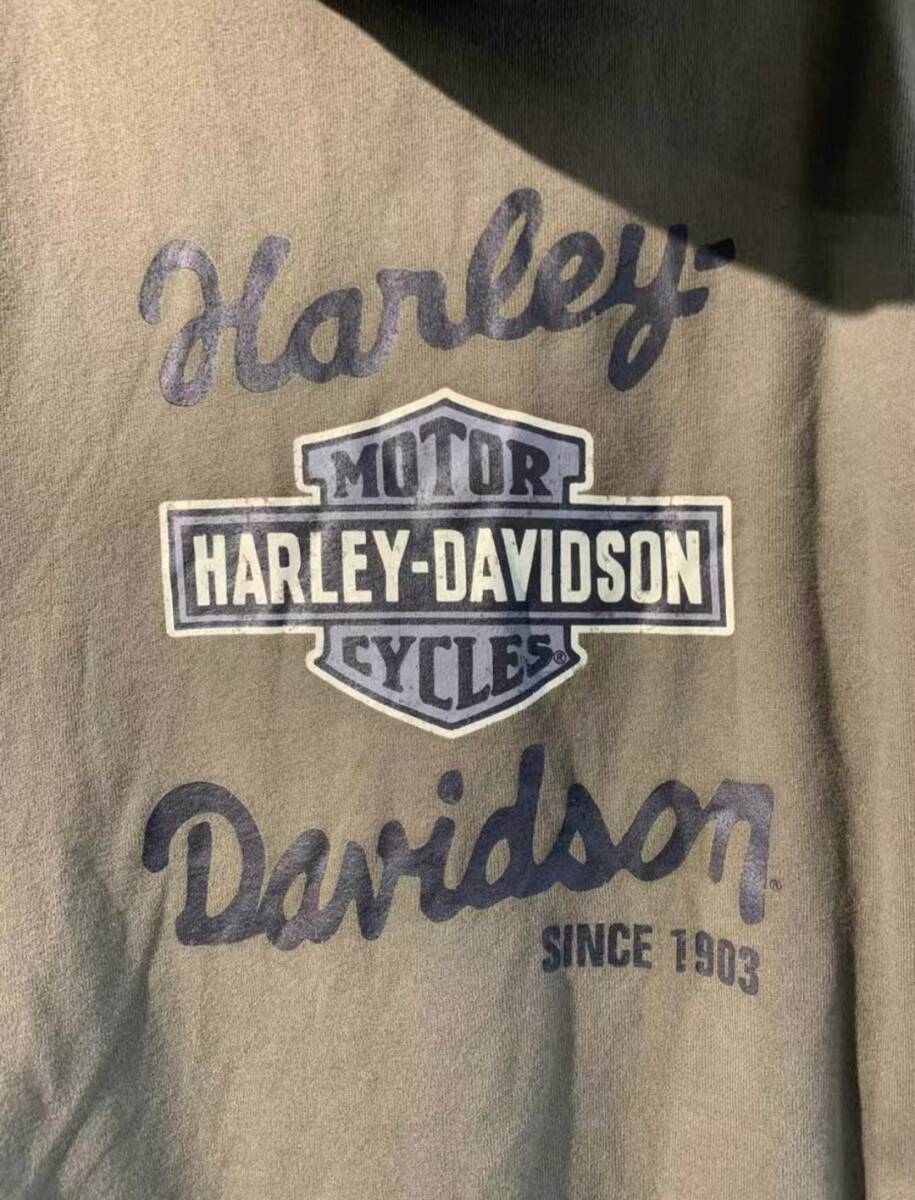 Harley-
MOTOR
HARLEY-DAVIDSON
CYCLES®
Davidson®
SINCE 1903